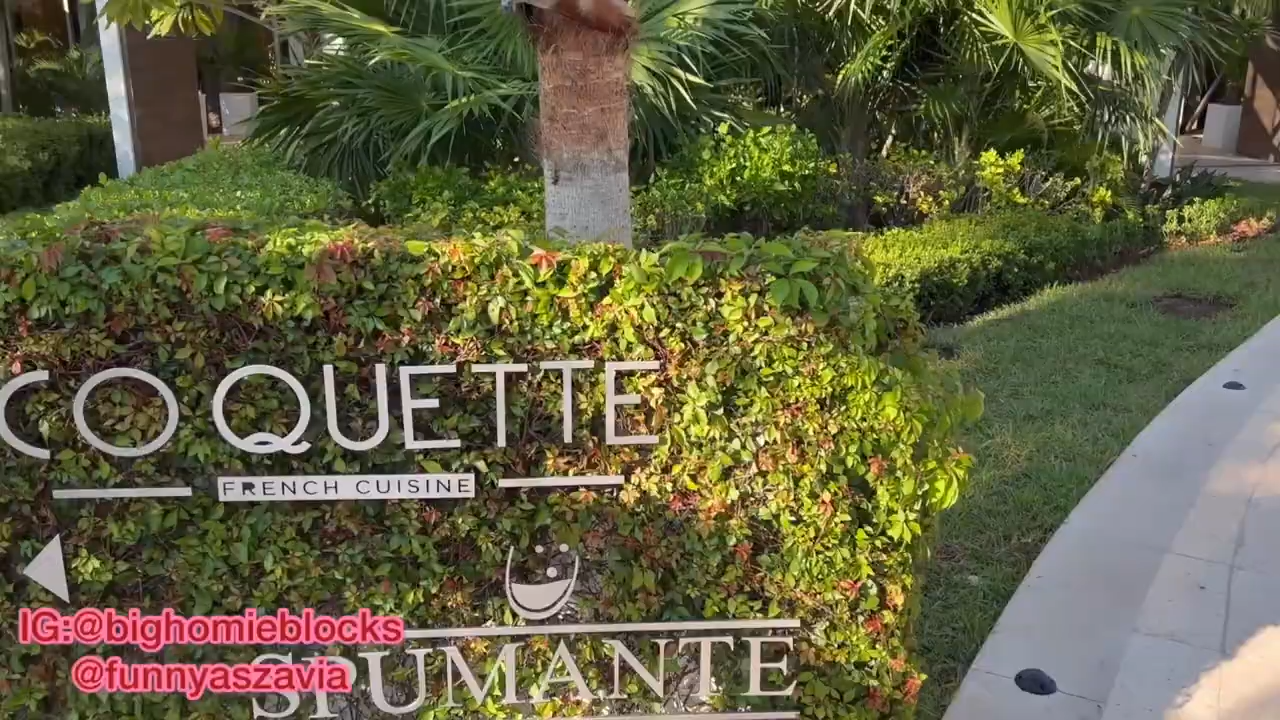 COQUETTE
FRENCH CUISINE
IG:@bighomieblocks
@funnyaszavia
SPUMANTE